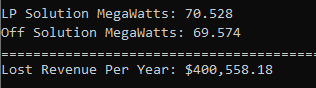 LP Solution MegaWatts: 70.528
Off Solution MegaWatts: 69.574
========================================
Lost Revenue Per Year: $400,558.18